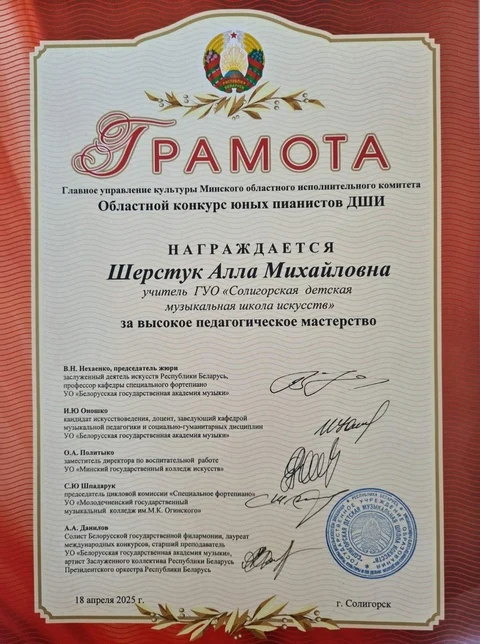 ГРАМОТА
Главное управление культуры Минского областного исполнительного комитета
Областной конкурс юных пианистов ДШИ
НАГРАЖДАЕТСЯ
Шерстук Алла Михайловна
учитель ГУО «Солигорская детская
музыкальная школа искусств»
за высокое педагогическое мастерство
В.Н. Нехаенко, председатель жюри
заслуженный деятель искусств Республики Беларусь,
профессор кафедры специального фортепиано
УО «Белорусская государственная академия музыки»
И.Ю Оношко
кандидат искусствоведения, доцент, заведующий кафедрой
музыкальной педагогики и социально-гуманитарных дисциплин
УО «Белорусская государственная академия музыки»
О.А. Политыко
заместитель директора по воспитательной работе
УО «Минский государственный колледж искусств»
С.Ю Шпадарук
председатель цикловой комиссии «Специальное фортепиано»
УО «Молодечненский государственный
музыкальный колледж им.М.К. Огинского»
А.А. Данилов
Солист Белорусской государственной филармонии, лауреат
международных конкурсов, старший преподаватель
УО «Белорусская государственная академия музыки»,
артист Заслуженного коллектива Республики Беларусь
Президентского оркестра Республики Беларусь
18 апреля 2025 г.
г. Солигорск